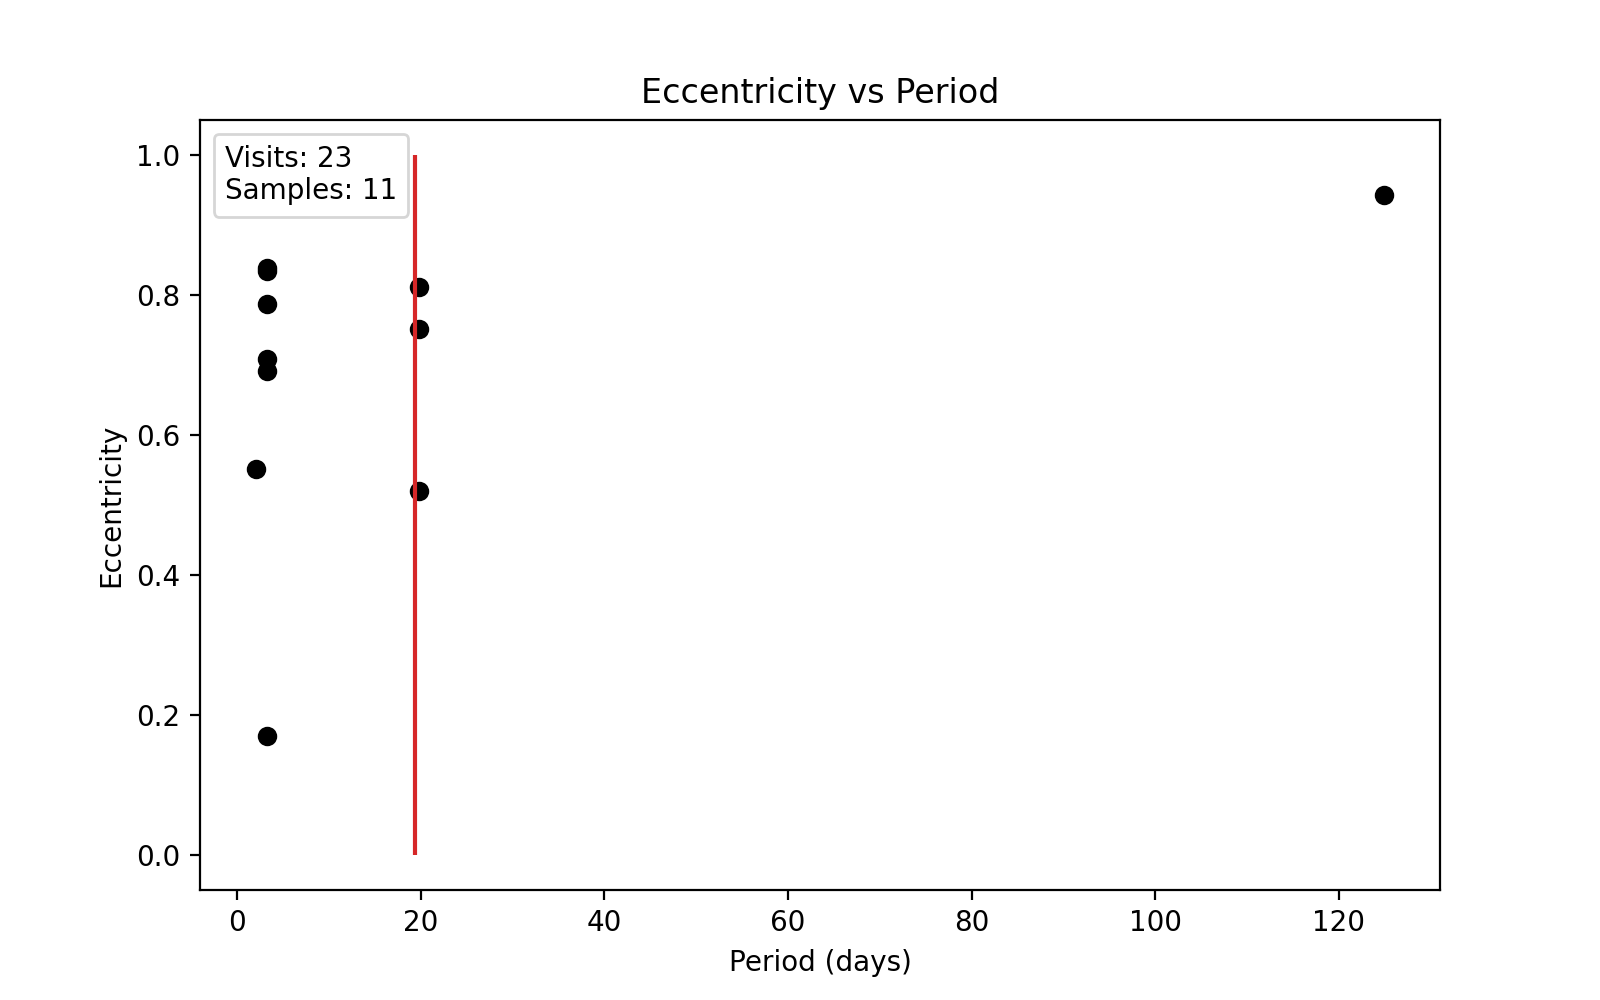 Eccentricity vs Period
Visits: 23
Samples: 11
1.0
0.8
0.6
0.4
0.2
0.0
Eccentricity
0 20 40 60 80 100 120
Period (days)